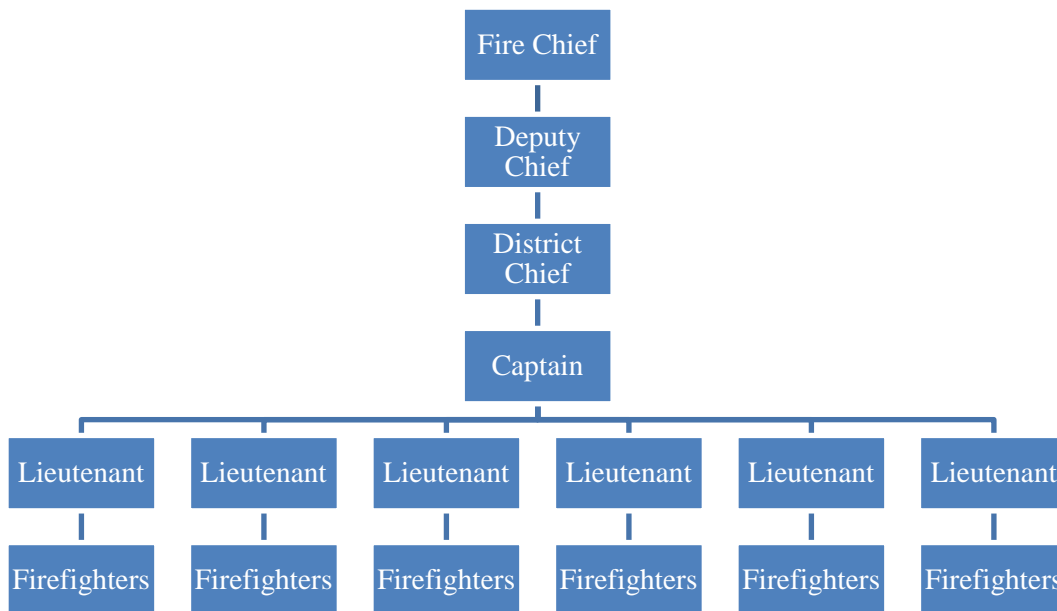 Fire Chief
Deputy
Chief
District
Chief
Captain
Lieutenant
Lieutenant
Lieutenant
Lieutenant
Lieutenant
Lieutenant
Firefighters
Firefighters
Firefighters
Firefighters
Firefighters
Firefighters